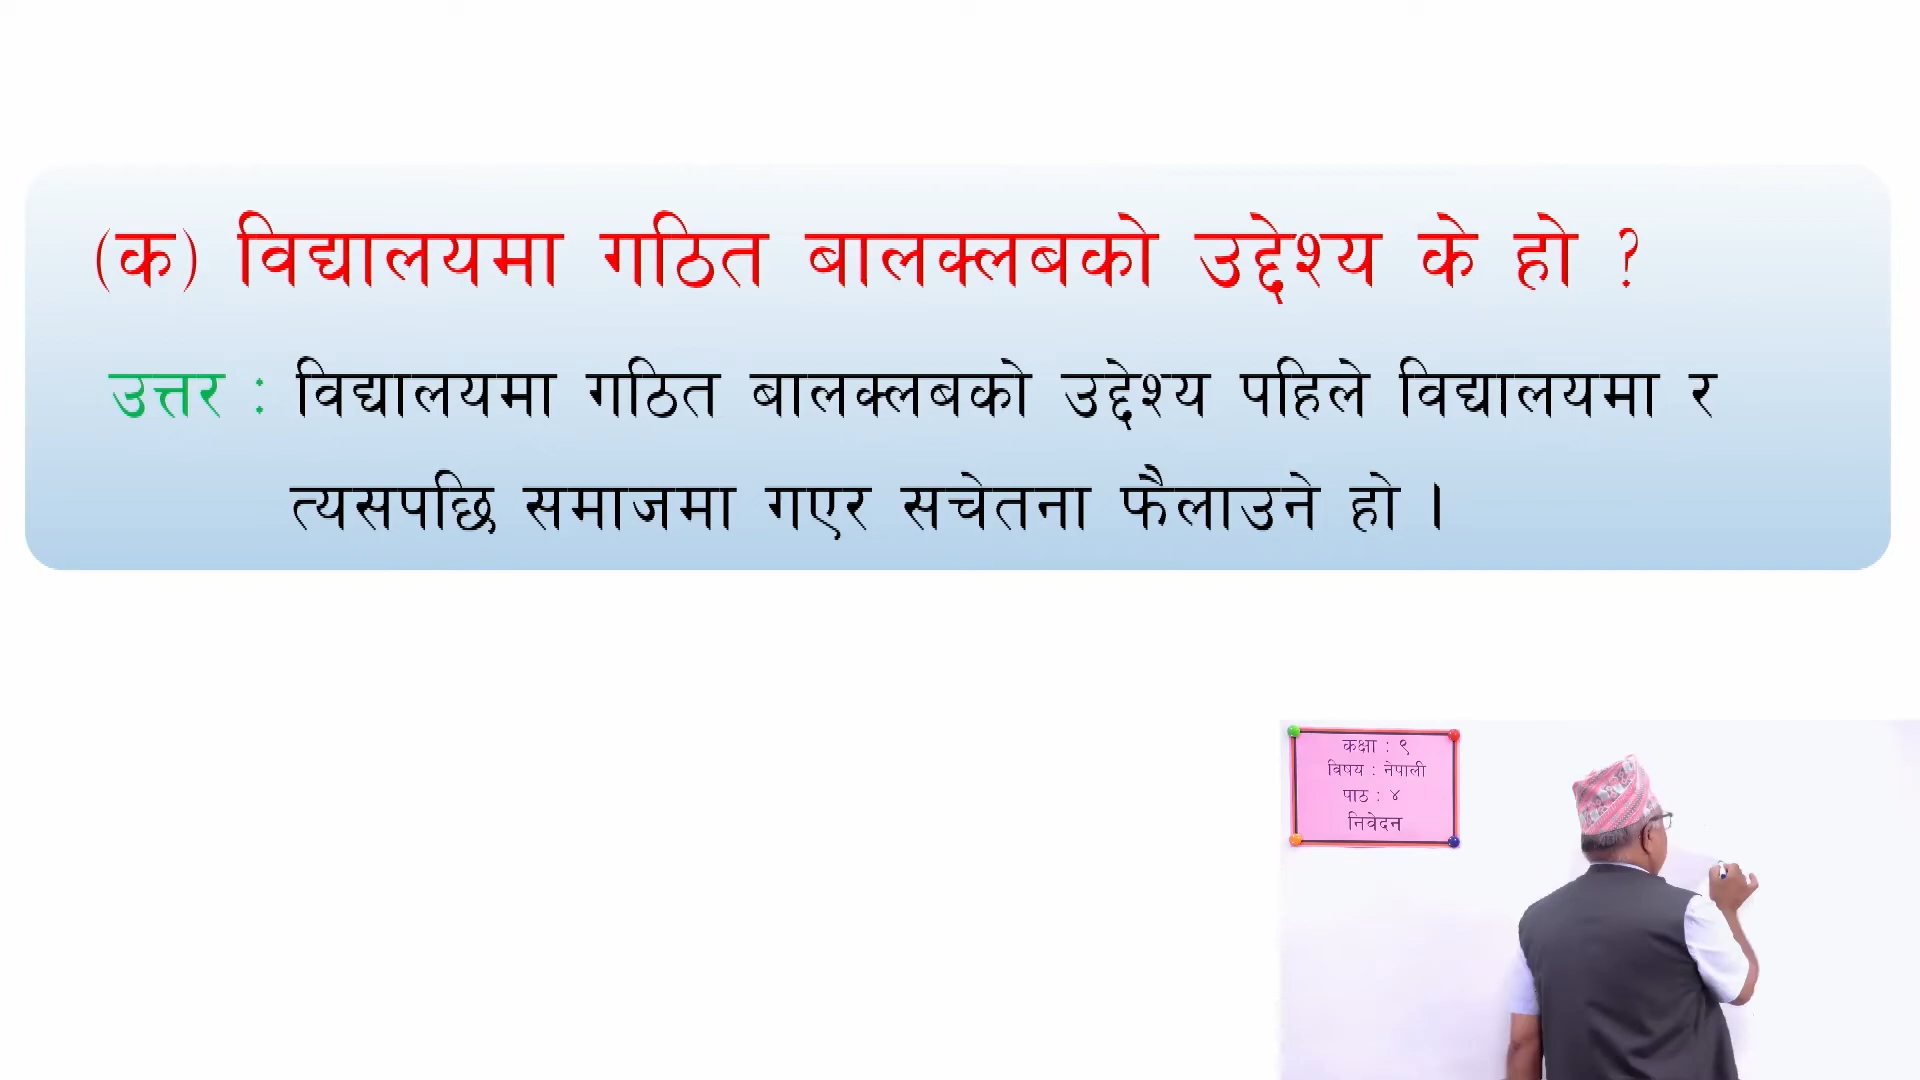 (क) विद्यालयमा गठित बालक्लबको उद्देश्य के हो ?
उत्तर : विद्यालयमा गठित बालक्लबको उद्देश्य पहिले विद्यालयमा र
त्यसपछि समाजमा गएर सचेतना फैलाउने हो ।
कक्षा : ९
विषय : नेपाली
पाठ : ४
निवेदन